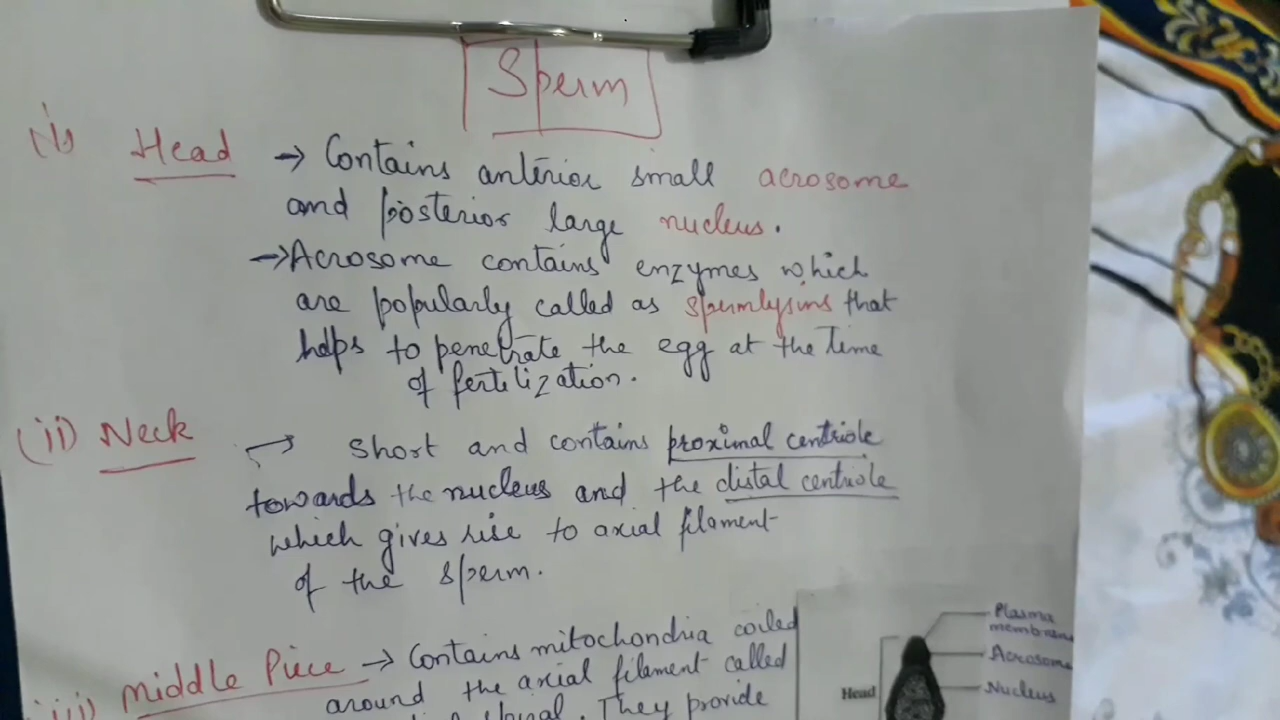 Sperm
(i) Head → Contains anterior small acrosome
and posterior large nucleus.
→ Acrosome contains enzymes which
are popularly called as spermlysins that
helps to penetrate the egg at the time
of fertilization.
(ii) Neck → Short and contains proximal centriole
towards the nucleus and the distal centriole
which gives rise to axial filament
of the sperm.
(iii) Middle Piece → Contains mitochondria coiled
around the axial filament called
They provide
Plasma
membrane
Acrosome
Head
Nucleus